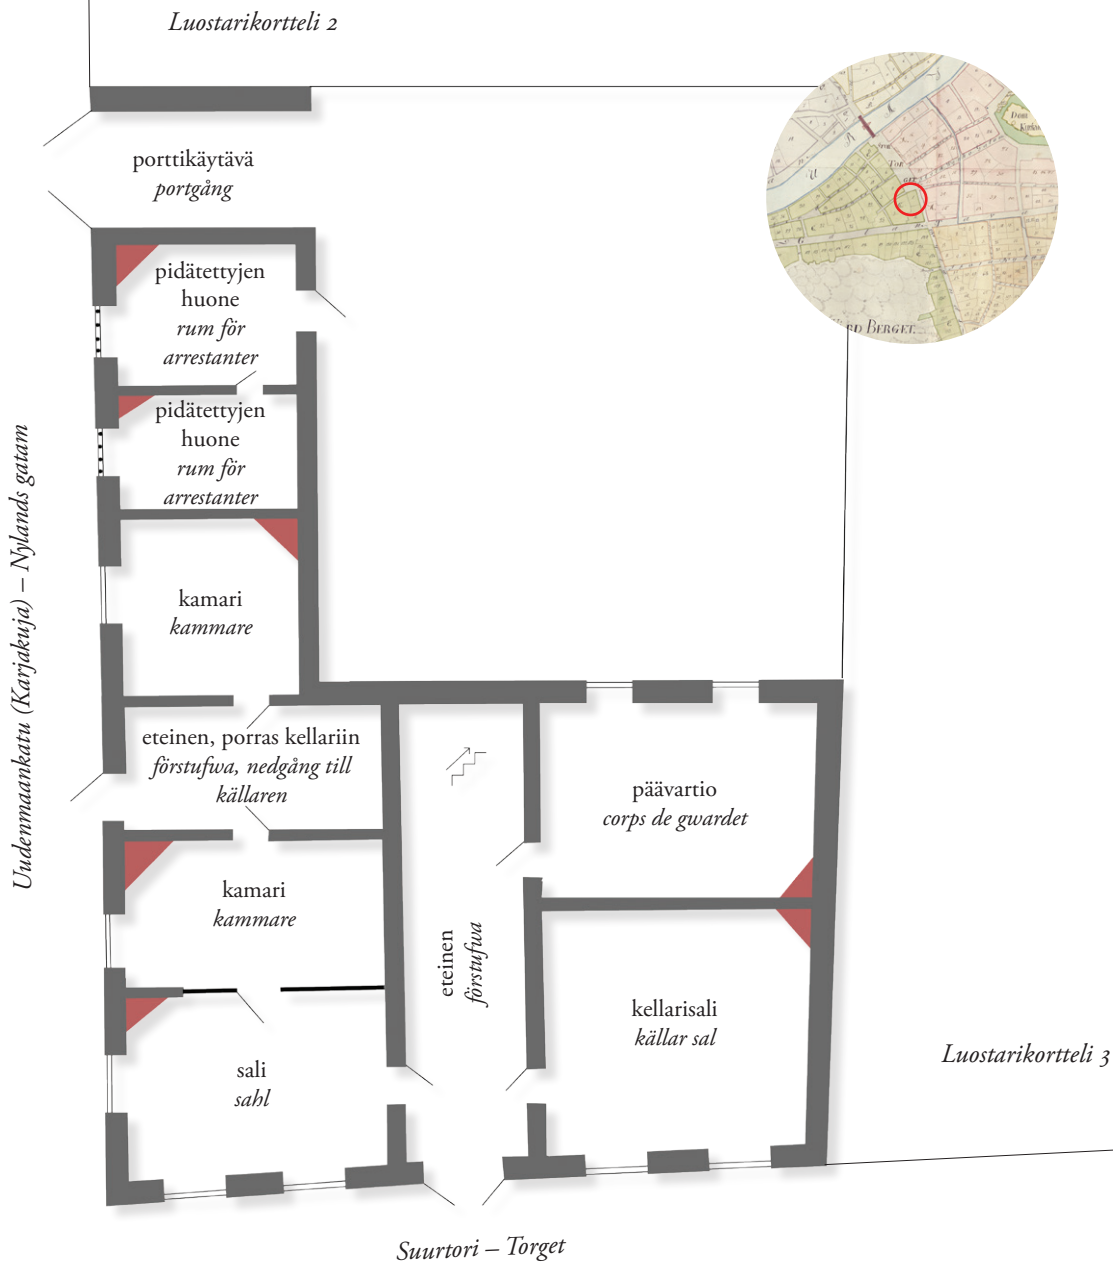 Luostarikortteli 2
porttikäytävä
portgång
pidätettyjen
huone
rum för
arrestanter
pidätettyjen
huone
rum för
arrestanter
kamari
kammare
Uudenmaankatu (Karjakuja) – Nylands gatam
eteinen, porras kellariin
förstufwa, nedgång till
källaren
kamari
kammare
sali
sahl
eteinen
förstufwa
päävartio
corps de gwardet
kellarisali
källar sal
Luostarikortteli 3
Suurtori – Torget
Dom
BERGET